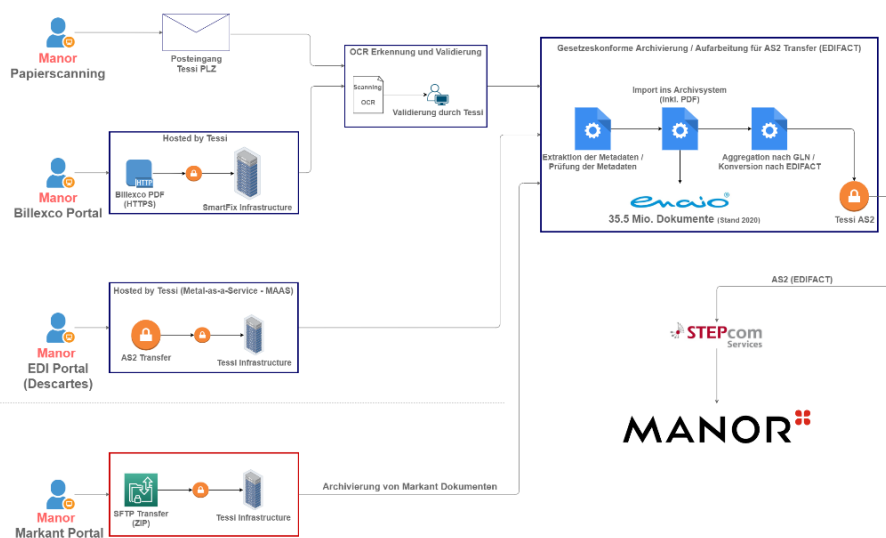 Manor
Papierscanning
Posteingang
Tessi PLZ
OCR Erkennung und Validierung
Scanning
OCR
Validierung durch Tessi
Gesetzeskonforme Archivierung / Aufarbeitung für AS2 Transfer (EDIFACT)
Import ins Archivsystem
(inkl. PDF)
Extraktion der Metadaten /
Prüfung der Metadaten
Aggregation nach GLN /
Konversion nach EDIFACT
enaio®
35.5 Mio. Dokumente (Stand 2020)
Tessi AS2
Manor
Billexco Portal
Hosted by Tessi
HTTP
Billexco PDF
(HTTPS)
SmartFix Infrastructure
Manor
EDI Portal
(Descartes)
Hosted by Tessi (Metal-as-a-Service - MAAS)
AS2 Transfer
Tessi Infrastructure
AS2 (EDIFACT)
STEPcom
Services
MANOR
Manor
Markant Portal
SFTP Transfer
(ZIP)
Tessi Infrastructure
Archivierung von Markant Dokumenten